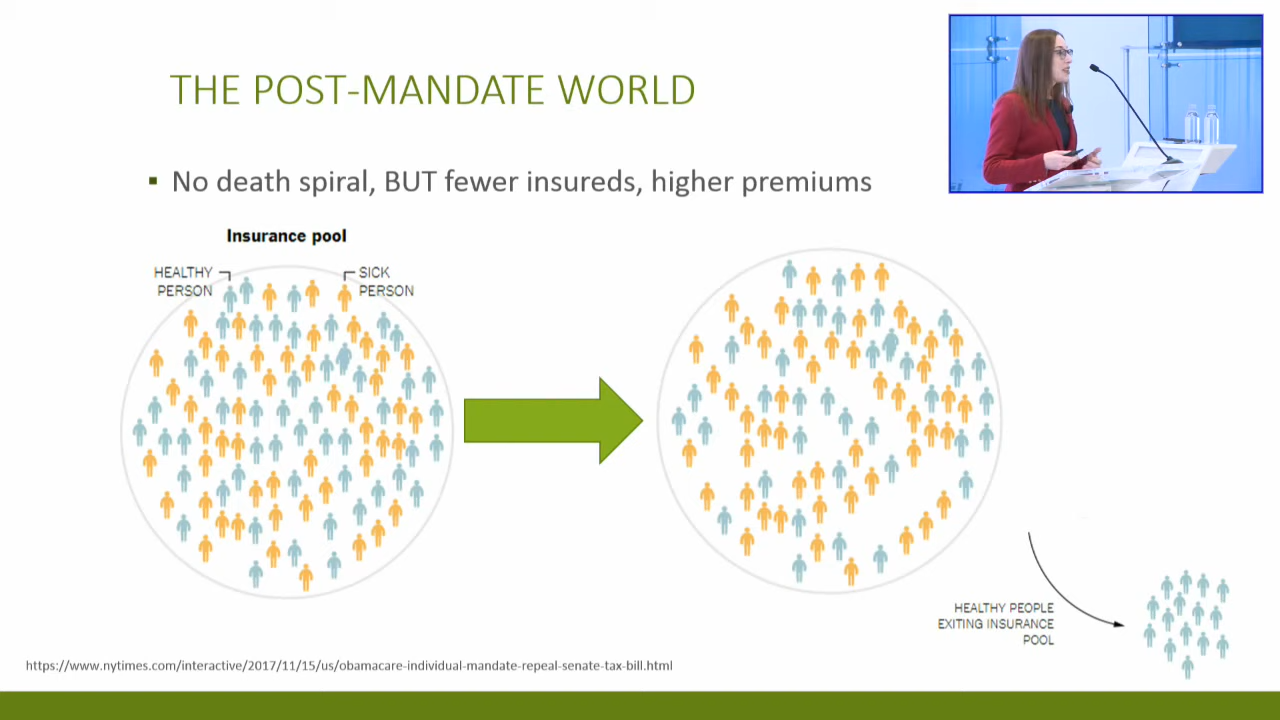 THE POST-MANDATE WORLD
No death spiral, BUT fewer insureds, higher premiums
Insurance pool
HEALTHY
PERSON
SICK
PERSON
HEALTHY PEOPLE
EXITING INSURANCE
POOL
https://www.nytimes.com/interactive/2017/11/15/us/obamacare-individual-mandate-repeal-senate-tax-bill.html